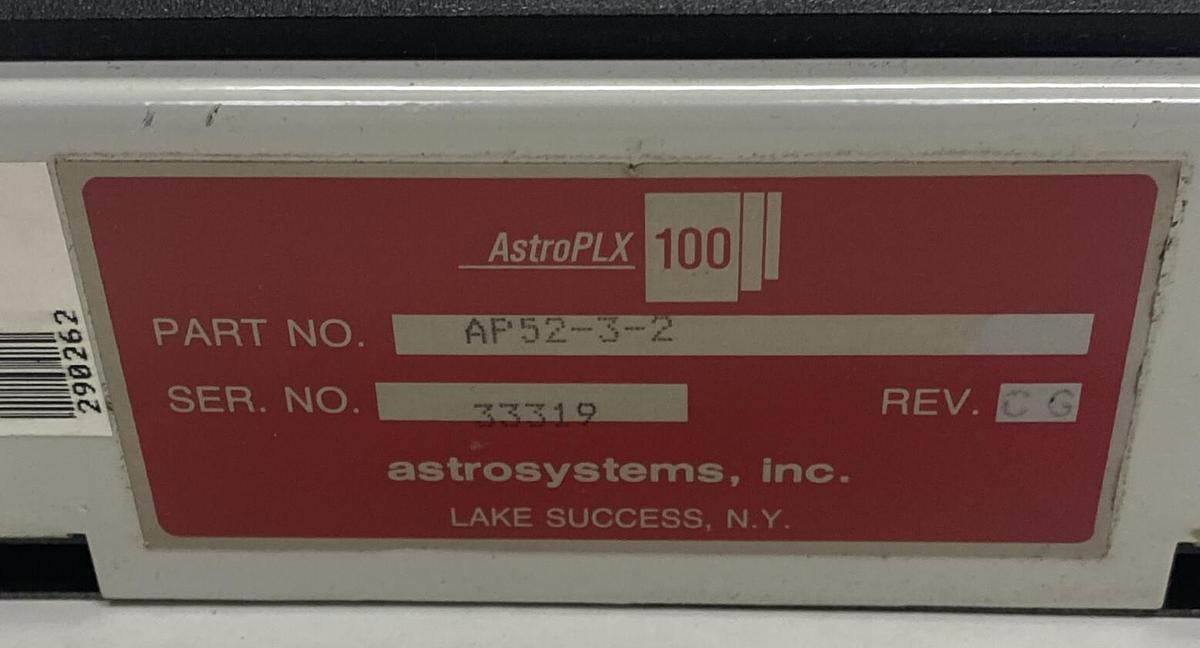 AstroPLX 100
PART NO. AP52-3-2
SER. NO. 33319 REV. C G
astrosystems, inc.
LAKE SUCCESS, N.Y.
290262